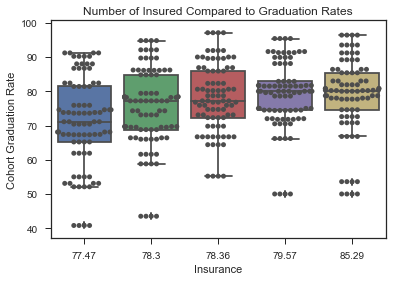 Number of Insured Compared to Graduation Rates
100
90
80
70
60
50
40
Cohort Graduation Rate
77.47 78.3 78.36 79.57 85.29
Insurance